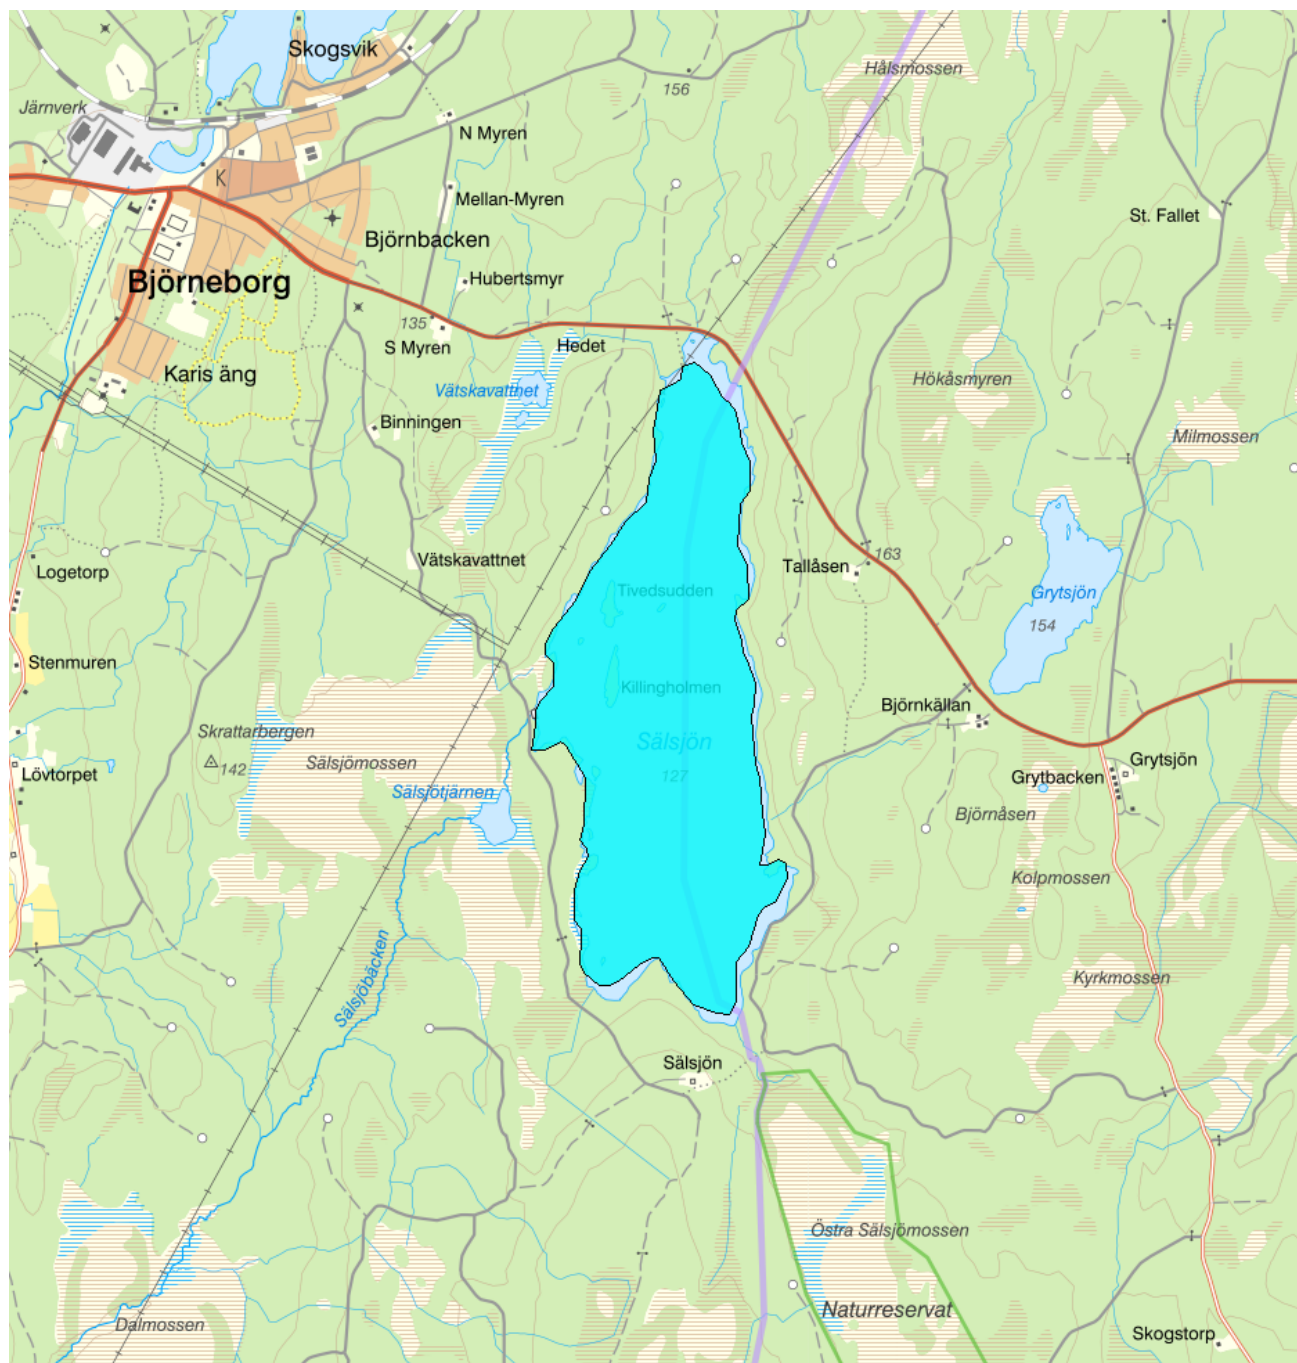 Skogsvik
Hålsmossen
156
Järnverk
N Myren
K
Mellan-Myren
St. Fallet
Björnbacken
Björneborg
Hubertsmyr
135
S Myren
Hedet
Karis äng
Vätskavattnet
Hökåsmyren
Binningen
Milmossen
Vätskavattnet
163
Tallåsen
Logetorp
Tivedsudden
Grytsjön
154
Stenmuren
Killingholmen
Björnkällan
Skrattarbergen
Sälsjön
142
Sälsjömossen
127
Grytsjön
Lövtorpet
Grytbacken
Sälsjötjärnen
Björnåsen
Kolpmossen
Sälsjöbäcken
Kyrkmossen
Sälsjön
Östra Sälsjömossen
Naturreservat
Dalmossen
Skogstorp